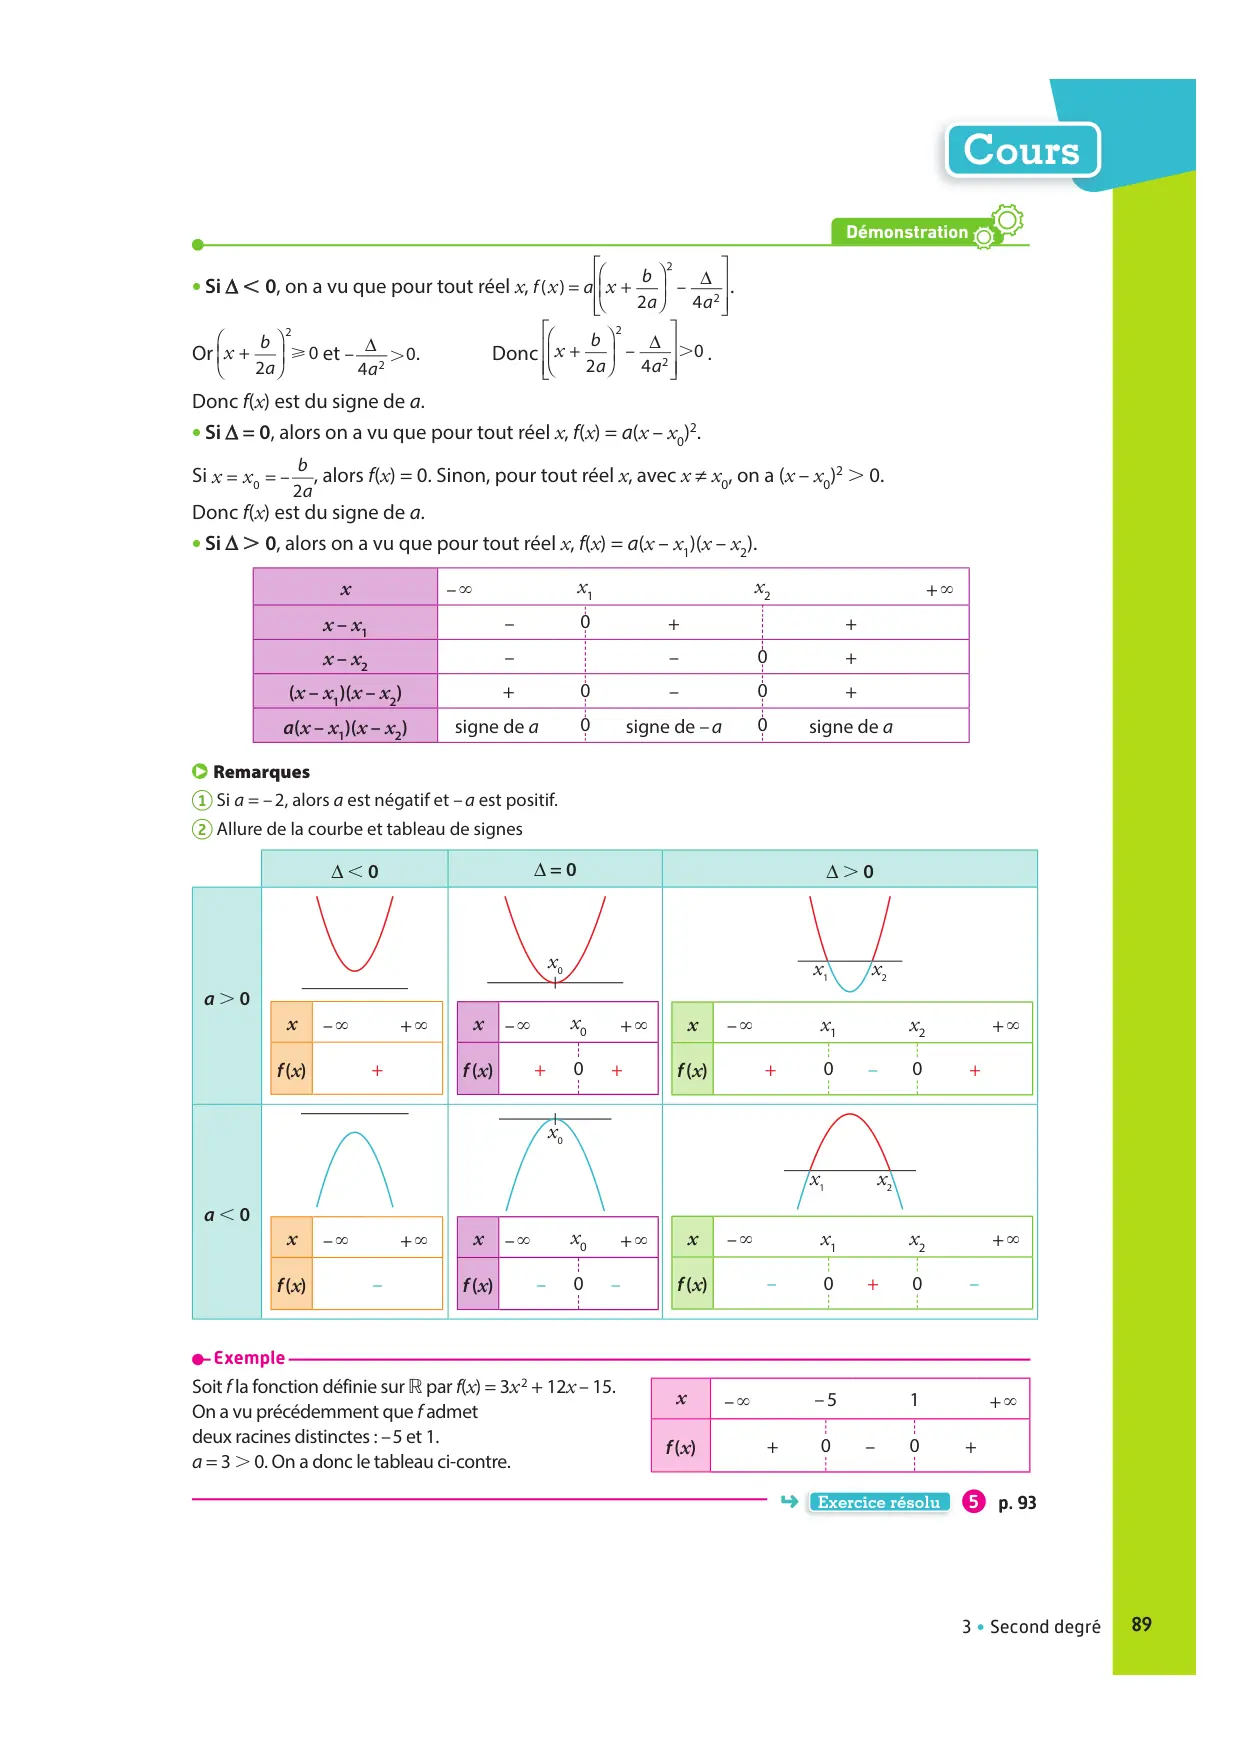 Cours
Démonstration
• Si Δ < 0, on a vu que pour tout réel x, f(x) = a[(x + b/2a)² – Δ/4a²].
Or (x + b/2a)² ⩾ 0 et – Δ/4a² > 0. Donc [(x + b/2a)² – Δ/4a²] > 0 .
Donc f(x) est du signe de a.
• Si Δ = 0, alors on a vu que pour tout réel x, f(x) = a(x – x₀)².
Si x = x₀ = – b/2a, alors f(x) = 0. Sinon, pour tout réel x, avec x ≠ x₀, on a (x – x₀)² > 0.
Donc f(x) est du signe de a.
• Si Δ > 0, alors on a vu que pour tout réel x, f(x) = a(x – x₁)(x – x₂).
x – ∞ x₁ x₂ + ∞
x – x₁ – 0 + +
x – x₂ – – 0 +
(x – x₁)(x – x₂) + 0 – 0 +
a(x – x₁)(x – x₂) signe de a 0 signe de – a 0 signe de a
Remarques
1 Si a = – 2, alors a est négatif et – a est positif.
2 Allure de la courbe et tableau de signes
Δ < 0 Δ = 0 Δ > 0
a > 0
x₀
x₁ x₂
x – ∞ + ∞
f(x) +
x – ∞ x₀ + ∞
f(x) + 0 +
x – ∞ x₁ x₂ + ∞
f(x) + 0 – 0 +
a < 0
x₀
x₁ x₂
x – ∞ + ∞
f(x) –
x – ∞ x₀ + ∞
f(x) – 0 –
x – ∞ x₁ x₂ + ∞
f(x) – 0 + 0 –
Exemple
Soit f la fonction définie sur ℝ par f(x) = 3x² + 12x – 15.
On a vu précédemment que f admet
deux racines distinctes : – 5 et 1.
a = 3 > 0. On a donc le tableau ci-contre.
x – ∞ – 5 1 + ∞
f(x) + 0 – 0 +
Exercice résolu 5 p. 93
3 • Second degré 89